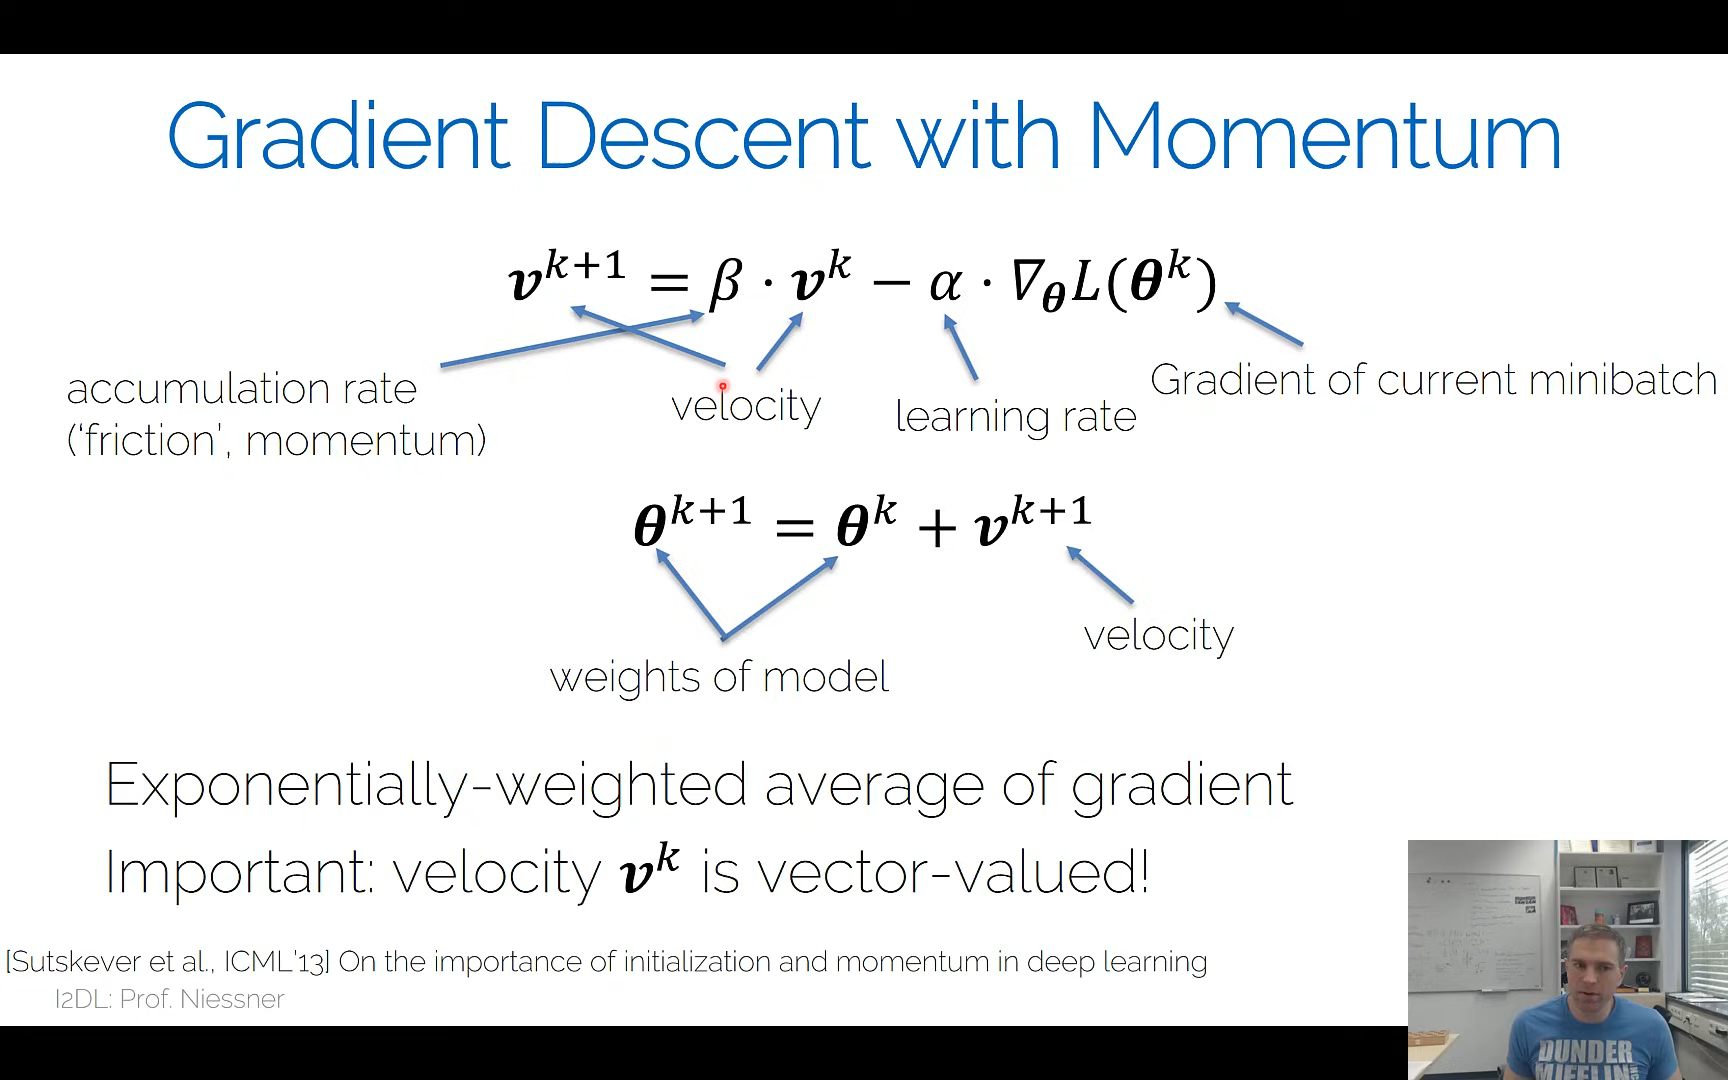 Gradient Descent with Momentum
𝒗^{k+1} = β · 𝒗^k − α · ∇_𝜽 L(𝜽^k)
accumulation rate
('friction', momentum)
velocity
learning rate
Gradient of current minibatch
𝜽^{k+1} = 𝜽^k + 𝒗^{k+1}
velocity
weights of model
Exponentially-weighted average of gradient
Important: velocity 𝒗^k is vector-valued!
[Sutskever et al., ICML'13] On the importance of initialization and momentum in deep learning
I2DL: Prof. Niessner
DUNDER
MIFFLIN